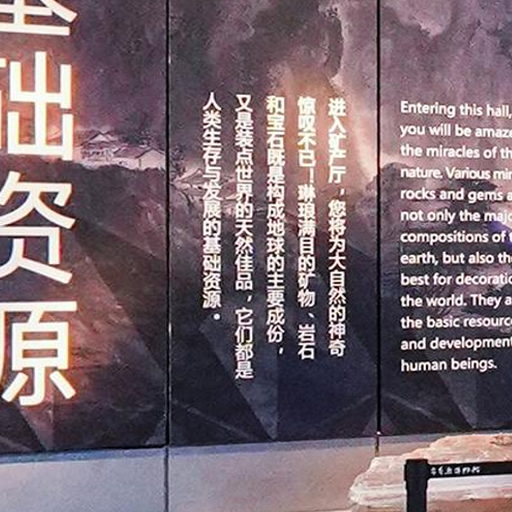 基础资源
进入矿产厅，您将为大自然的神奇
惊叹不已！琳琅满目的矿物、岩石
和宝石既是构成地球的主要成份，
又是装点世界的天然佳品，它们都是
人类生存与发展的基础资源。
Entering this hall,
you will be amaze
the miracles of th
nature. Various min
rocks and gems a
not only the majo
compositions of t
earth, but also the
best for decoratio
the world. They a
the basic resource
and development
human beings.